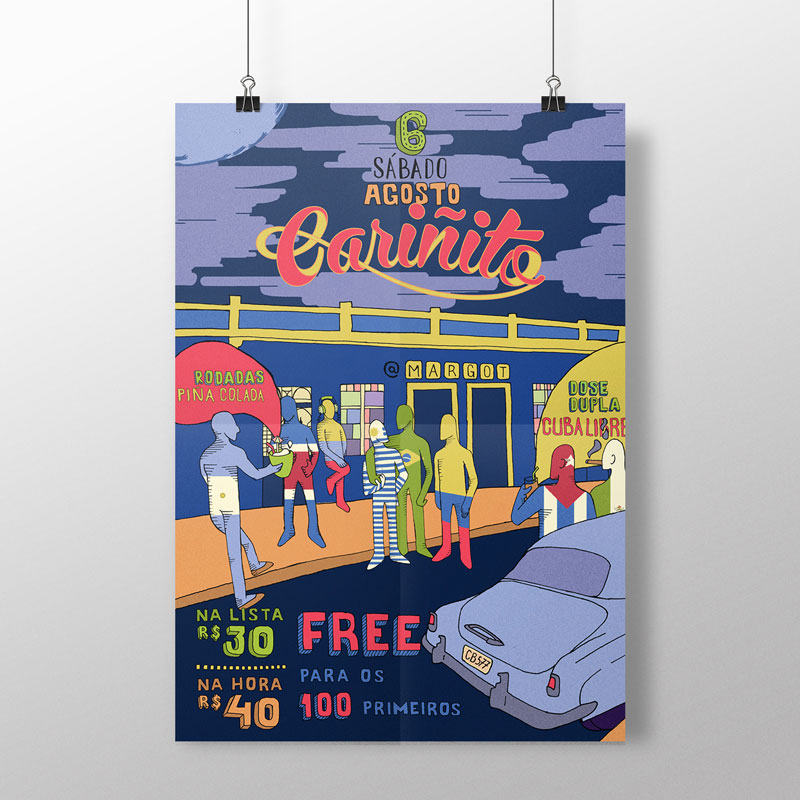 6
SÁBADO
AGOSTO
Cariñito
@MARGOT
RODADAS
PINA COLADA
DOSE
DUPLA
CUBA LIBRE
NA LISTA
R$30
NA HORA
R$40
FREE
PARA OS
100 PRIMEIROS
CB577